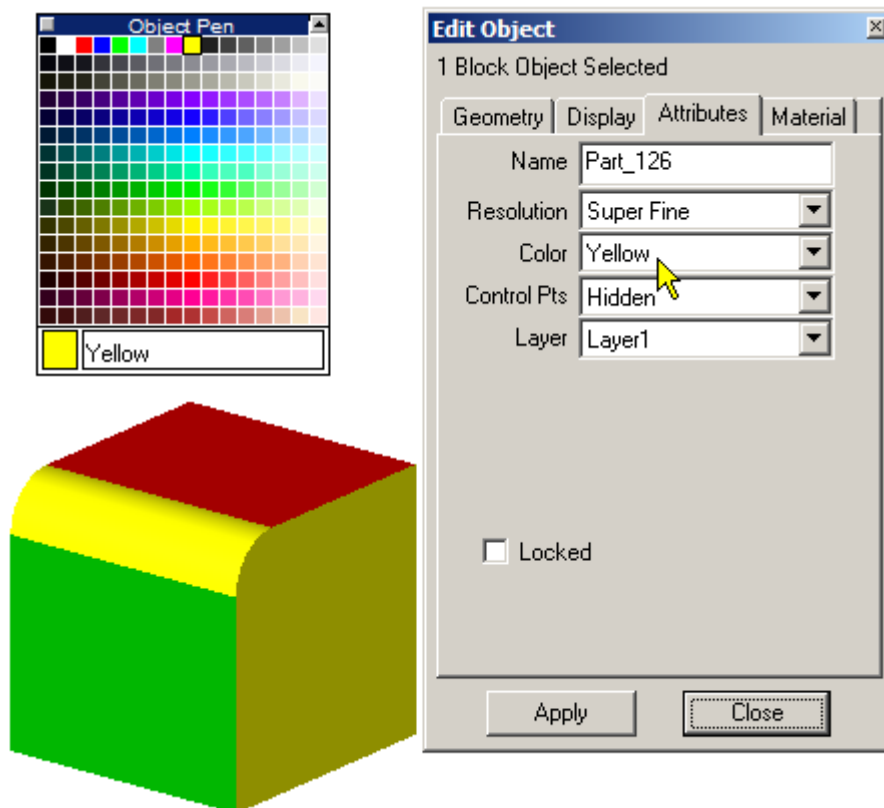 Object Pen
Yellow
Edit Object
1 Block Object Selected
Geometry Display Attributes Material
Name Part_126
Resolution Super Fine
Color Yellow
Control Pts Hidden
Layer Layer1
Locked
Apply Close